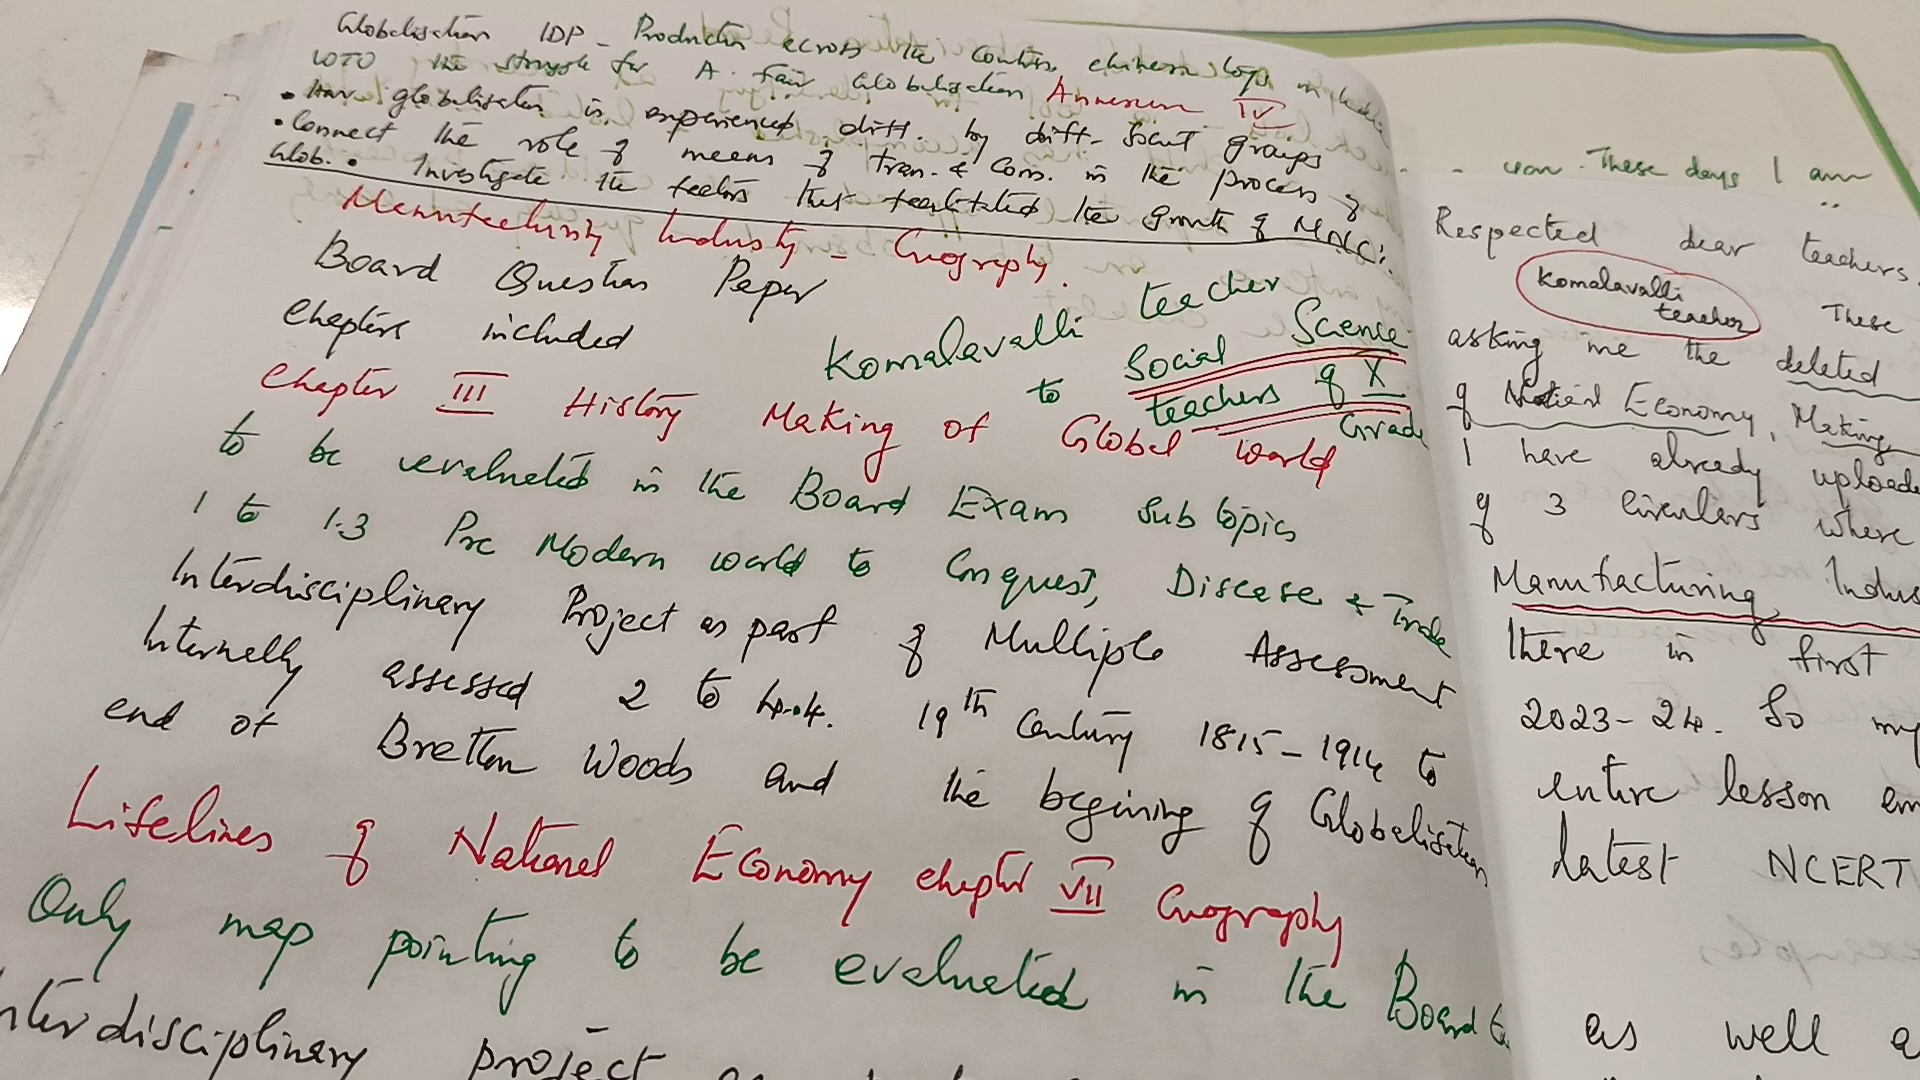 Globalisation IDP - Production across the Countries, chinese toys in India
WTO the struggle for A fair Globalisation Annexure IV
• How globalisation is experienced diff. by diff- social groups
• Connect the role of means of tran. & Com. in the process of
Glob. • Investigate the factors that facilitated the growth of MNC's.
Manufacturing Industry - Geography.
Board Question Paper
Chapters included
Komalavalli teacher
to Social Science
teachers of X
Grade
Chapter III History Making of Global world
to be evaluated in the Board Exam Sub topics
1 to 1.3 Pre Modern world to Conquest, Disease & Trade
Interdisciplinary Project as part of Multiple Assessment
Internally assessed 2 to 4.4. 19th Century 1815-1914 to
end of Bretton Woods and the begining of Globalisation
Lifelines of National Economy chapter VII Geography
Only map pointing to be evaluated in the Board
Interdisciplinary project
you. These days I am
Respected dear teachers.
Komalavalli
teacher
These
asking me the deleted
of National Economy, Making
I have already uploade
of 3 Circulars where
Manufacturing Indus
there in first
2023-24. So my
entire lesson
latest NCERT
as well a